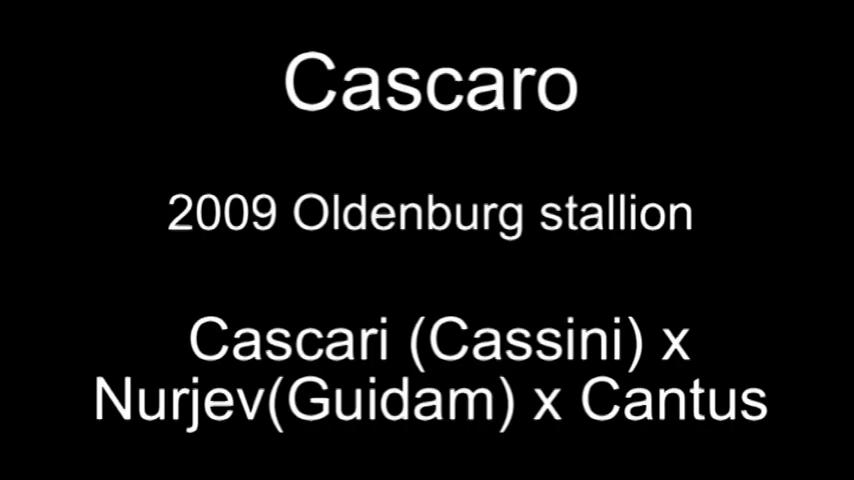 Cascaro
2009 Oldenburg stallion
Cascari (Cassini) x
Nurjev(Guidam) x Cantus